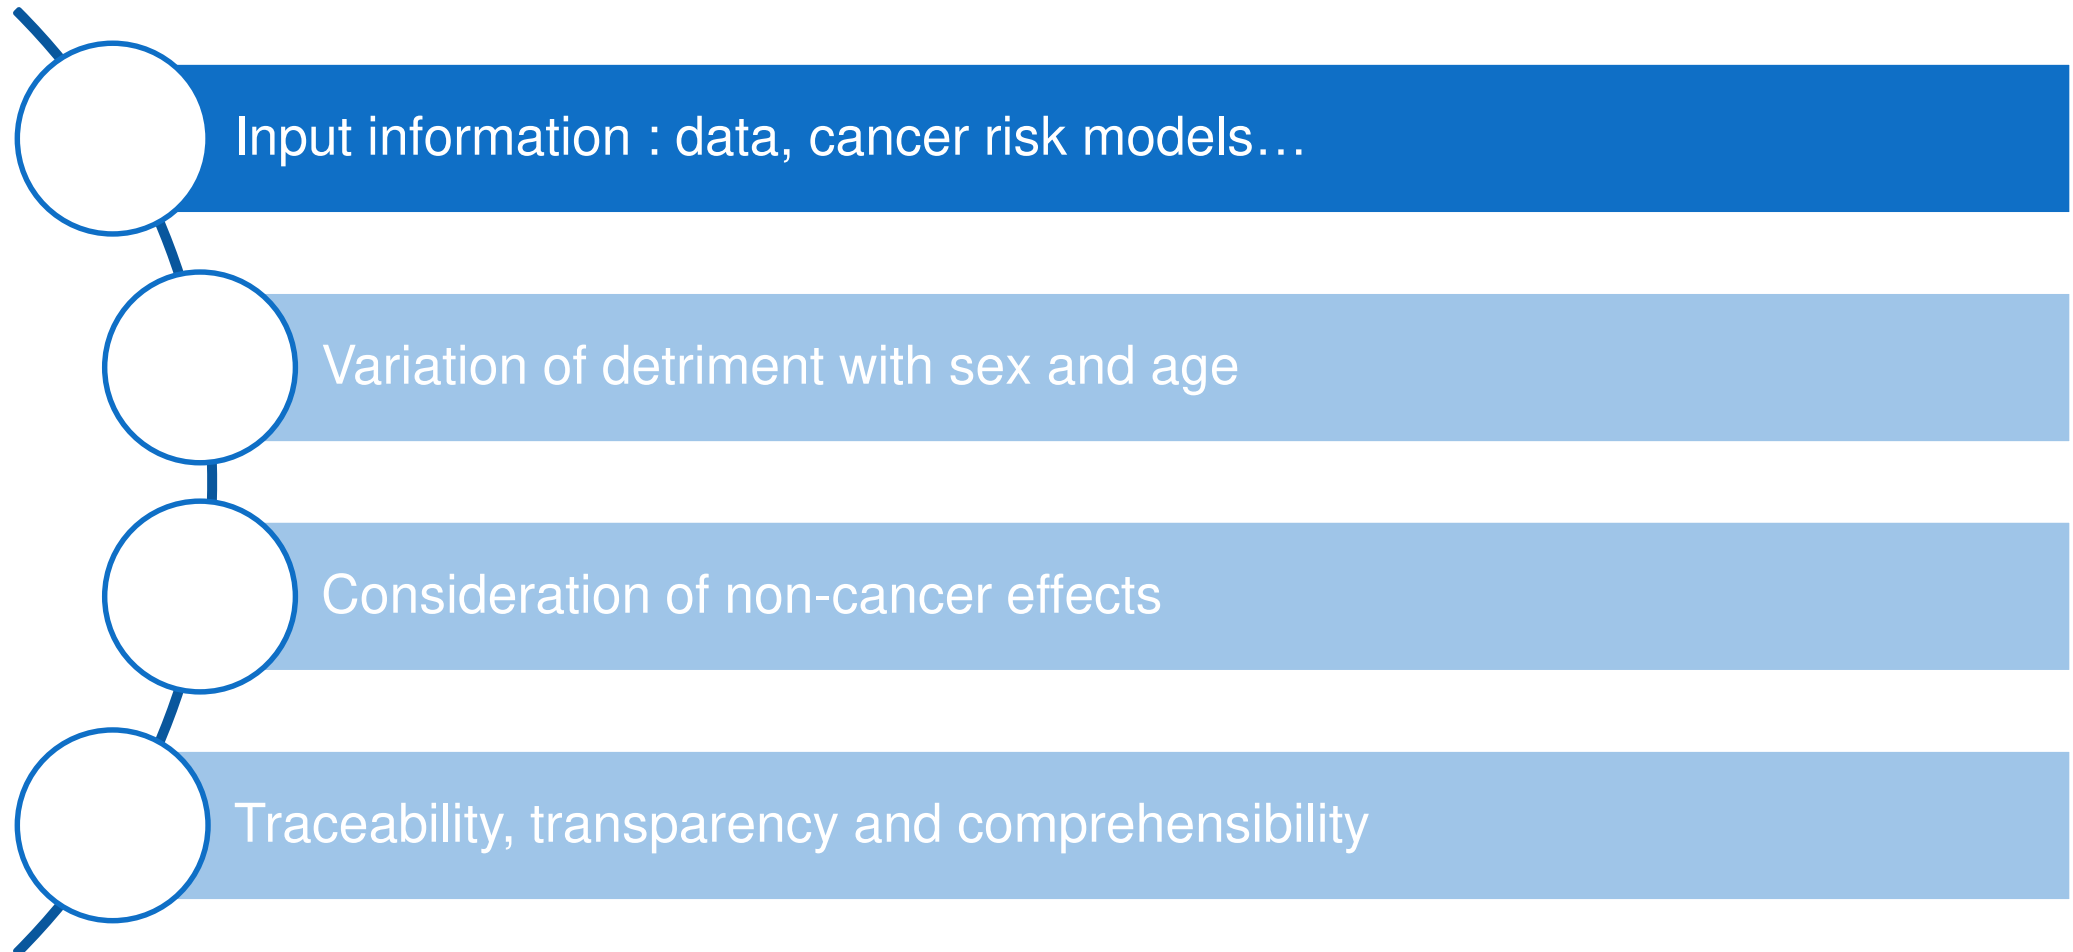 Input information : data, cancer risk models…
Variation of detriment with sex and age
Consideration of non-cancer effects
Traceability, transparency and comprehensibility